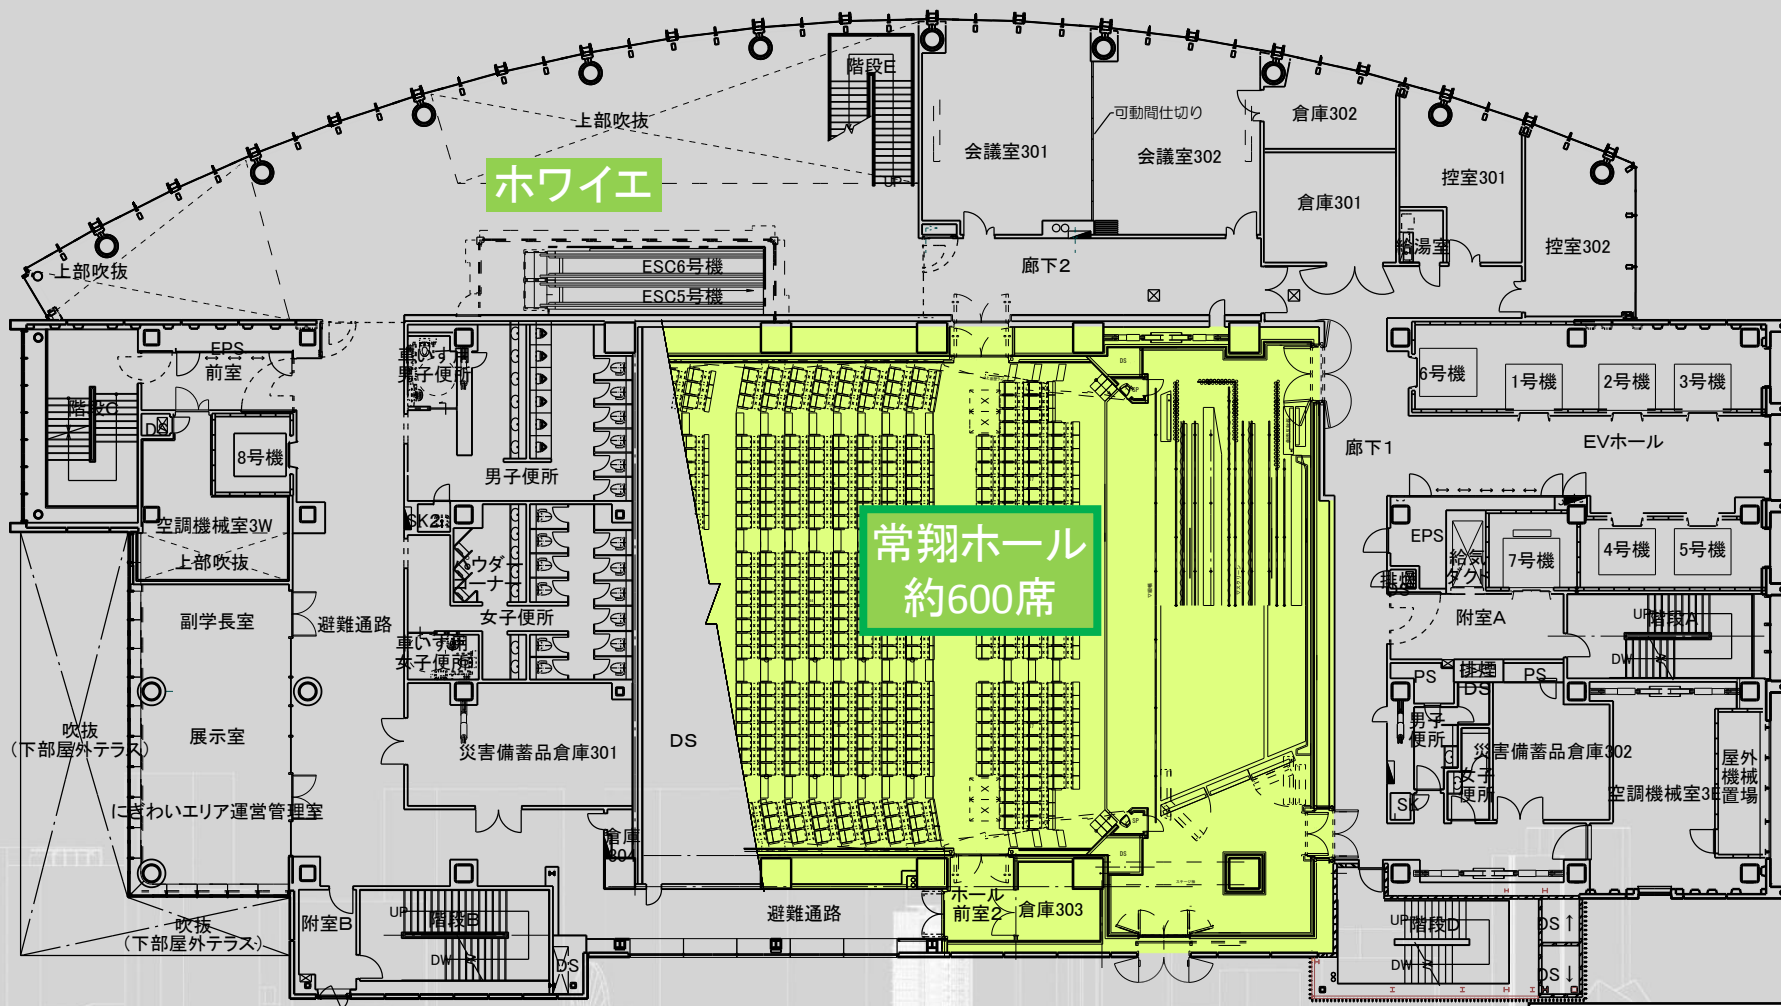 階段E
上部吹抜
会議室301
可動間仕切り
会議室302
倉庫302
UP
ホワイエ
控室301
倉庫301
給湯室
控室302
上部吹抜
ESC6号機
ESC5号機
廊下2
EPS
前室
車いす用
男子便所
階段C
DS
8号機
男子便所
6号機
1号機
2号機
3号機
廊下1
EVホール
空調機械室3W
上部吹抜
SK2
パウダー
コーナー
女子便所
車いす用
女子便所
常翔ホール
約600席
EPS
給気
ダクト
7号機
4号機
5号機
排煙
DS
附室A
UP
階段A
DW
副学長室
避難通路
排煙
DS
PS
PS
吹抜
(下部屋外テラス)
展示室
災害備蓄品倉庫301
DS
男子
便所
災害備蓄品倉庫302
女子
便所
屋外
機械
置場
にぎわいエリア運営管理室
空調機械室3E
SK
倉庫
304
吹抜
(下部屋外テラス)
附室B
UP
階段B
DW
DS
避難通路
ホール
前室2
倉庫303
UP
階段D
DW
DS↑
DS↓